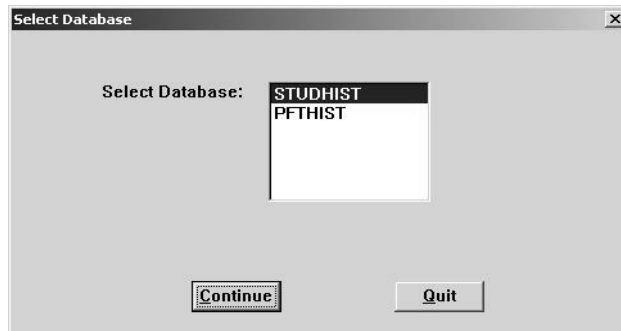 Select Database
Select Database:
STUDHIST
PFTHIST
Continue
Quit